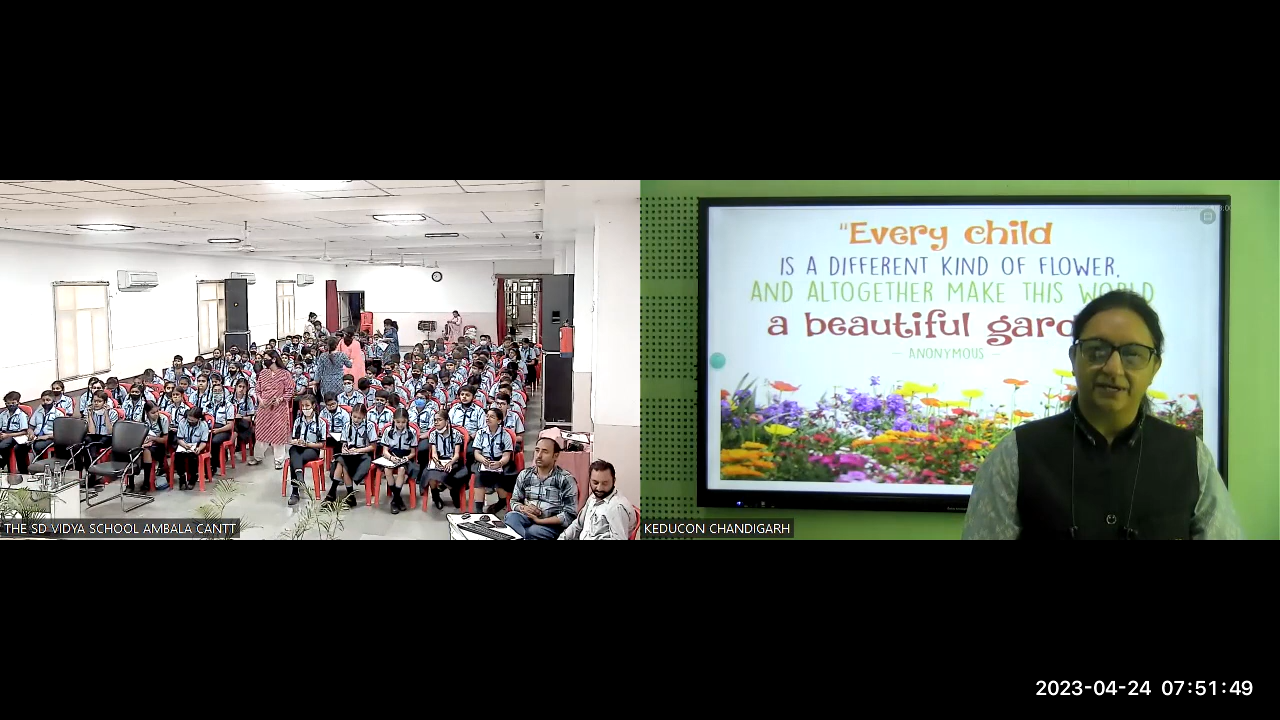 "Every child
IS A DIFFERENT KIND OF FLOWER,
AND ALTOGETHER MAKE THIS WORLD
a beautiful
— ANONYMOUS —
THE SD VIDYA SCHOOL AMBALA CANTT
KEDUCON CHANDIGARH
2023-04-24 07:51:49